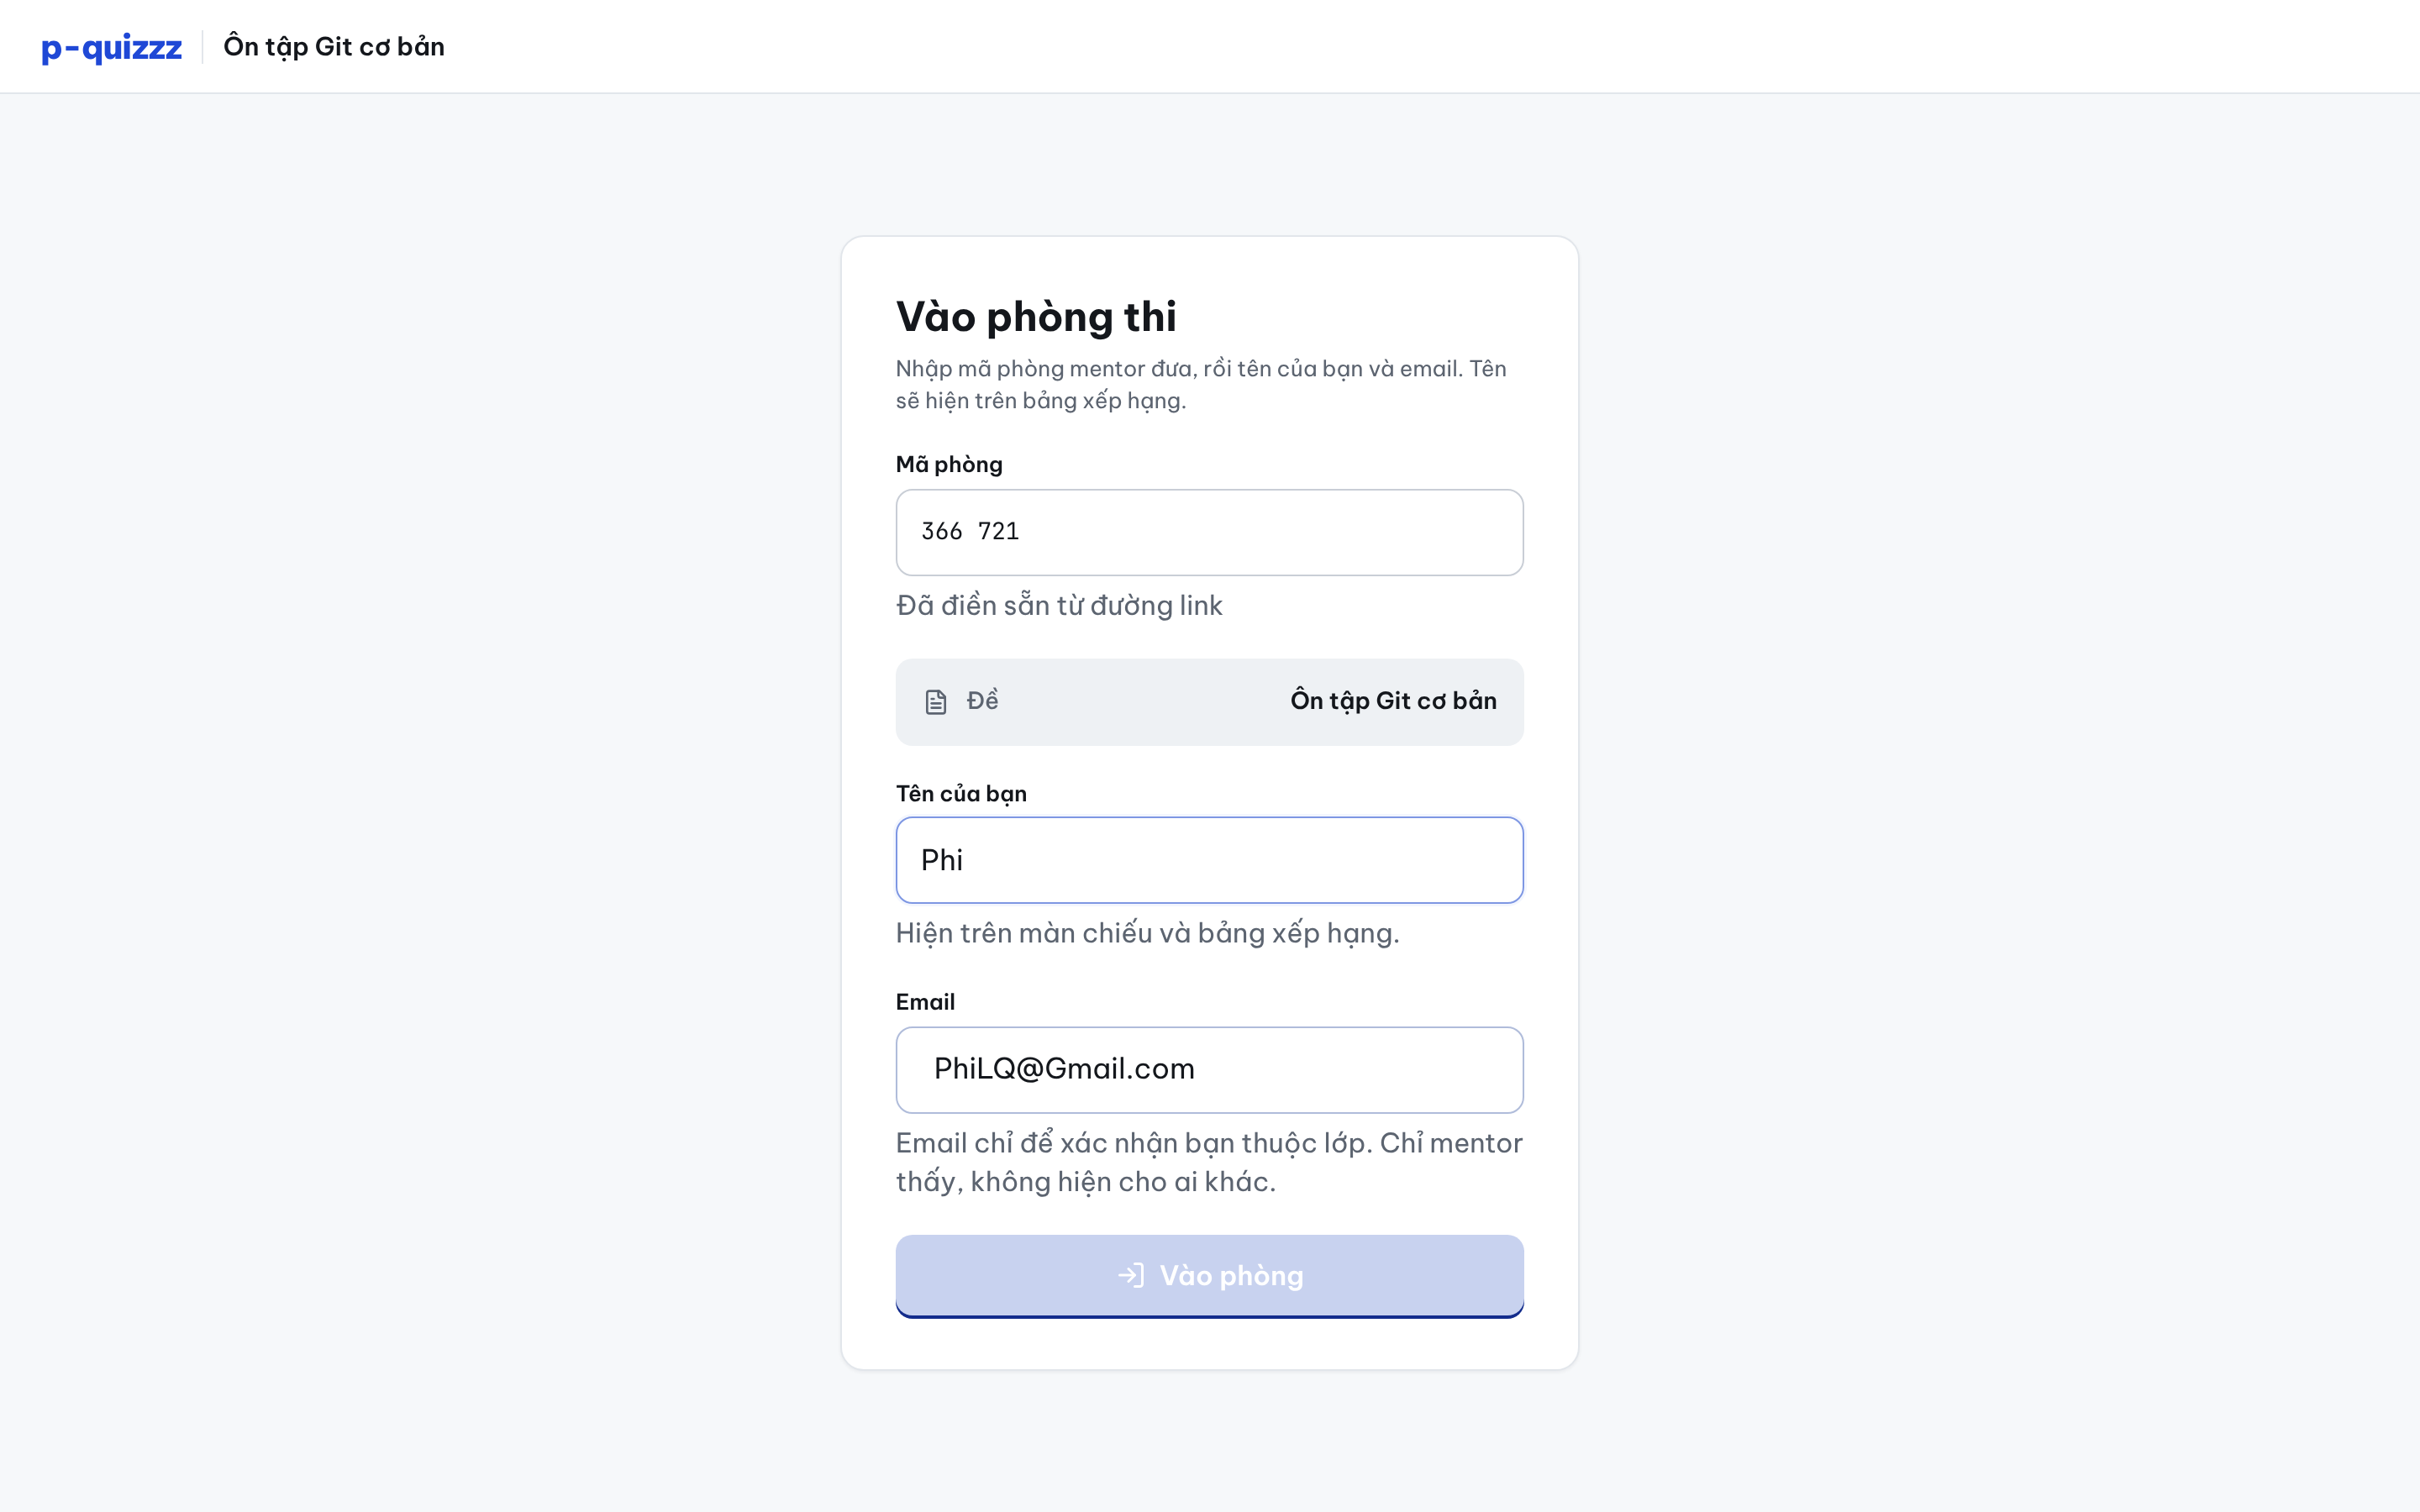 p-quizzz
Ôn tập Git cơ bản
Vào phòng thi
Nhập mã phòng mentor đưa, rồi tên của bạn và email. Tên
sẽ hiện trên bảng xếp hạng.
Mã phòng
366 721
Đã điền sẵn từ đường link
Đề
Ôn tập Git cơ bản
Tên của bạn
Phi
Hiện trên màn chiếu và bảng xếp hạng.
Email
PhiLQ@Gmail.com
Email chỉ để xác nhận bạn thuộc lớp. Chỉ mentor
thấy, không hiện cho ai khác.
Vào phòng